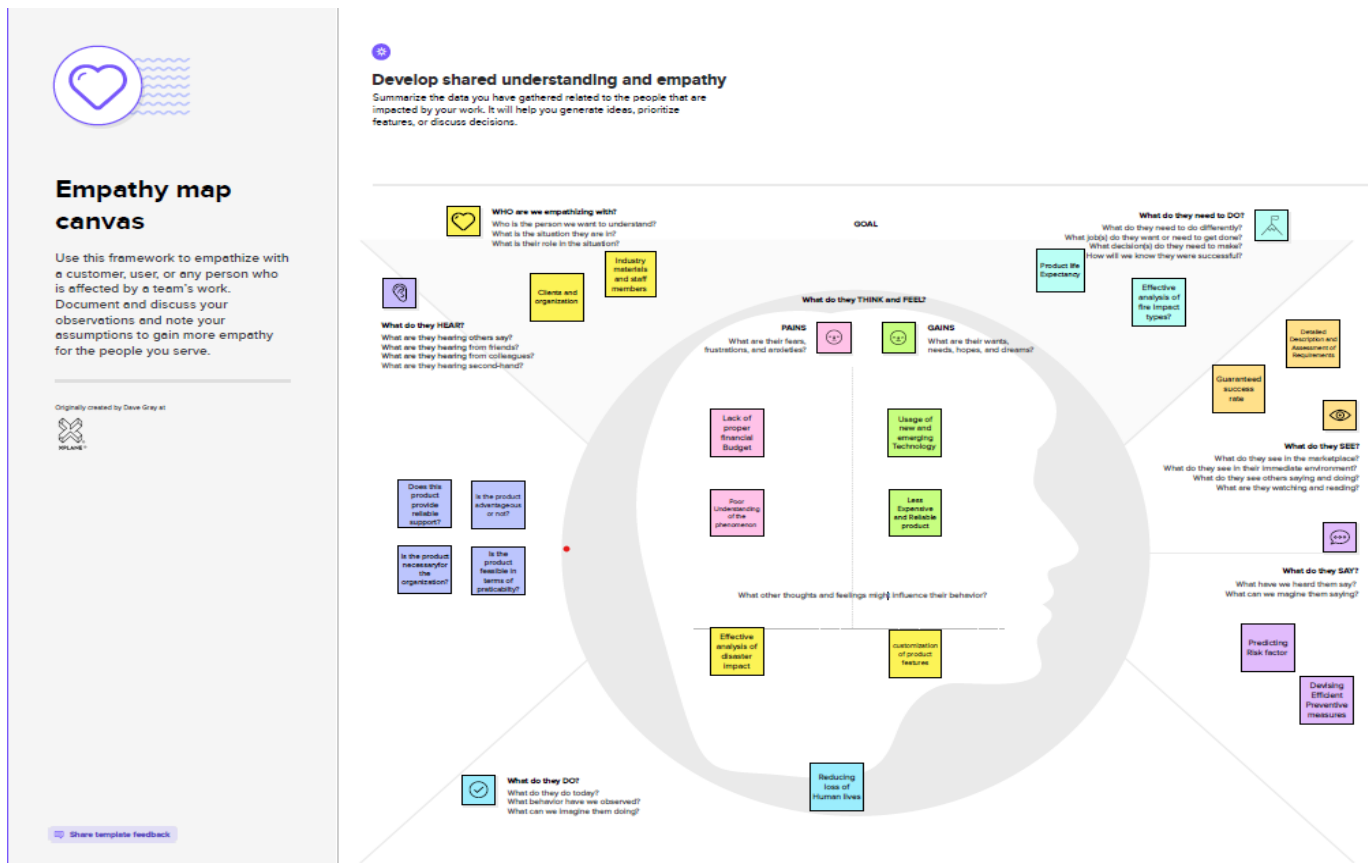 Empathy map
canvas
Use this framework to empathize with
a customer, user, or any person who
is affected by a team's work.
Document and discuss your
observations and note your
assumptions to gain more empathy
for the people you serve.
Originally created by Dave Gray at
XPLANE
Share template feedback
Develop shared understanding and empathy
Summarize the data you have gathered related to the people that are
impacted by your work. It will help you generate ideas, prioritize
features, or discuss decisions.
WHO are we empathizing with?
Who is the person we want to understand?
What is the situation they are in?
What is their role in the situation?
Clients and
organization
Industry
materials
and staff
members
GOAL
What do they need to DO?
What do they need to do differently?
What job(s) do they want or need to get done?
What decision(s) do they need to make?
How will we know they were successful?
Product life
Expectancy
Effective
analysis of
fire impact
types?
What do they HEAR?
What are they hearing others say?
What are they hearing from friends?
What are they hearing from colleagues?
What are they hearing second-hand?
Does this
product
provide
reliable
support?
Is the product
advantageous
or not?
Is the product
necessaryfor
the
organization?
Is the
product
feasible in
terms of
praticabilty?
What do they THINK and FEEL?
PAINS
What are their fears,
frustrations, and anxieties?
GAINS
What are their wants,
needs, hopes, and dreams?
Lack of
proper
financial
Budget
Usage of
new and
emerging
Technology
Poor
Understanding
of the
phenomenon
Less
Expensive
and Reliable
product
What other thoughts and feelings might influence their behavior?
Effective
analysis of
disaster
impact
customization
of product
features
Detailed
Description and
Assessment of
Requirements
Guaranteed
success
rate
What do they SEE?
What do they see in the marketplace?
What do they see in their immediate environment?
What do they see others saying and doing?
What are they watching and reading?
What do they SAY?
What have we heard them say?
What can we magine them saying?
Predicting
Risk factor
Devising
Efficient
Preventive
measures
What do they DO?
What do they do today?
What behavior have we observed?
What can we imagine them doing?
Reducing
loss of
Human lives